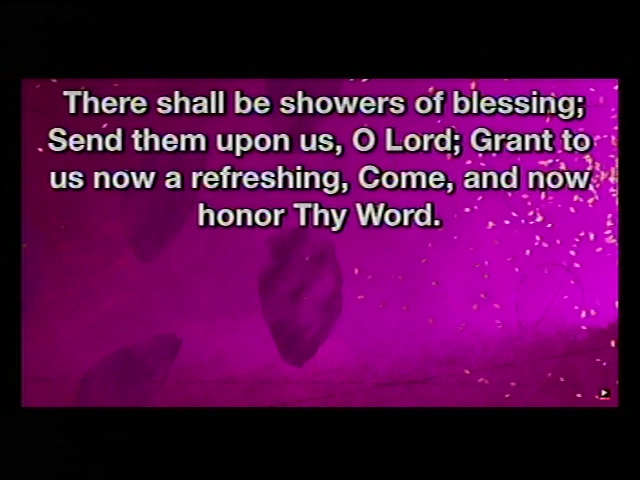 There shall be showers of blessing;
Send them upon us, O Lord; Grant to
us now a refreshing, Come, and now
honor Thy Word.